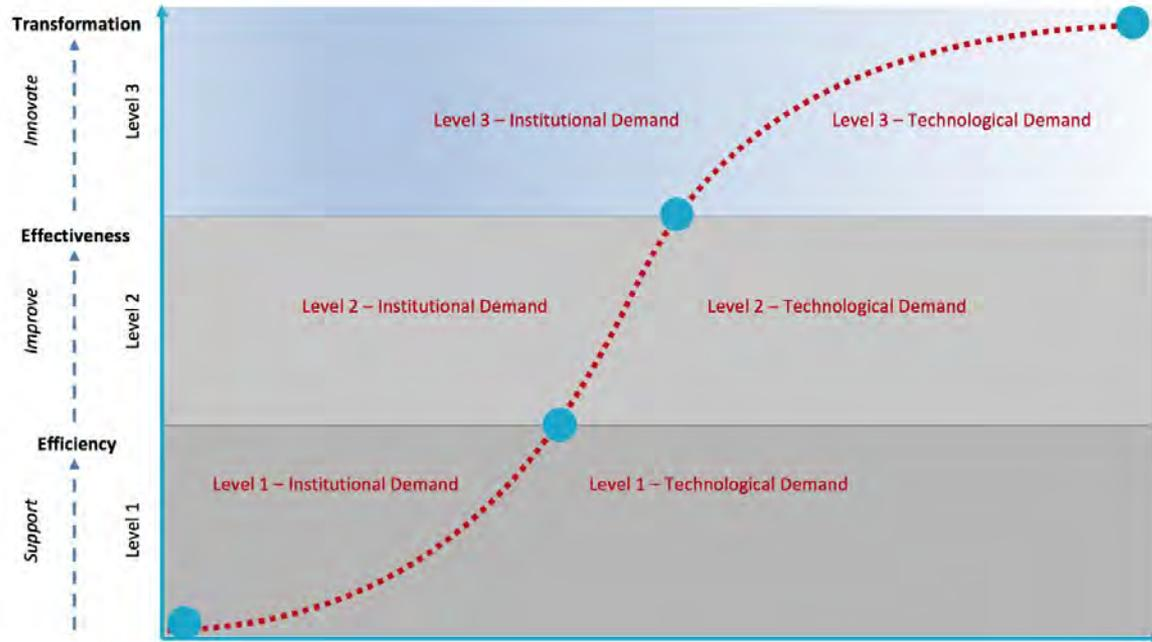 Transformation
Innovate
Level 3
Level 3 – Institutional Demand
Level 3 – Technological Demand
Effectiveness
Improve
Level 2
Level 2 – Institutional Demand
Level 2 – Technological Demand
Efficiency
Support
Level 1
Level 1 – Institutional Demand
Level 1 – Technological Demand